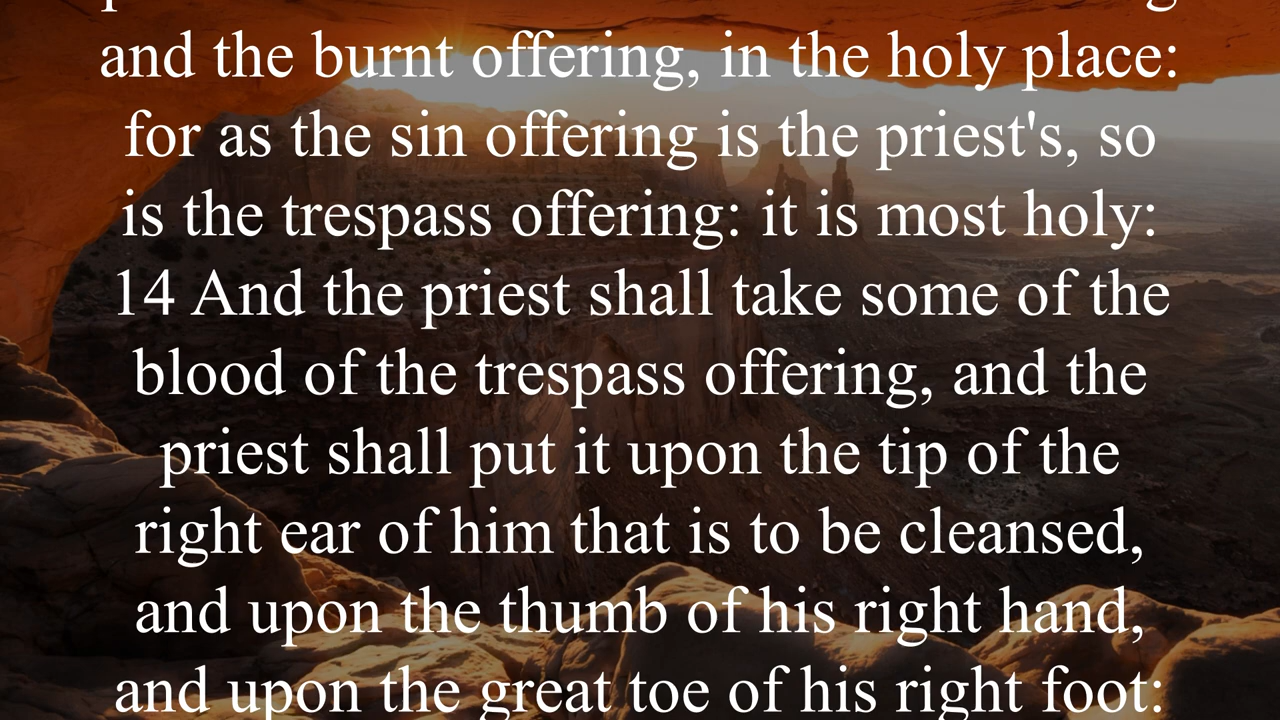 and the burnt offering, in the holy place:
for as the sin offering is the priest's, so
is the trespass offering: it is most holy:
14 And the priest shall take some of the
blood of the trespass offering, and the
priest shall put it upon the tip of the
right ear of him that is to be cleansed,
and upon the thumb of his right hand,
and upon the great toe of his right foot: